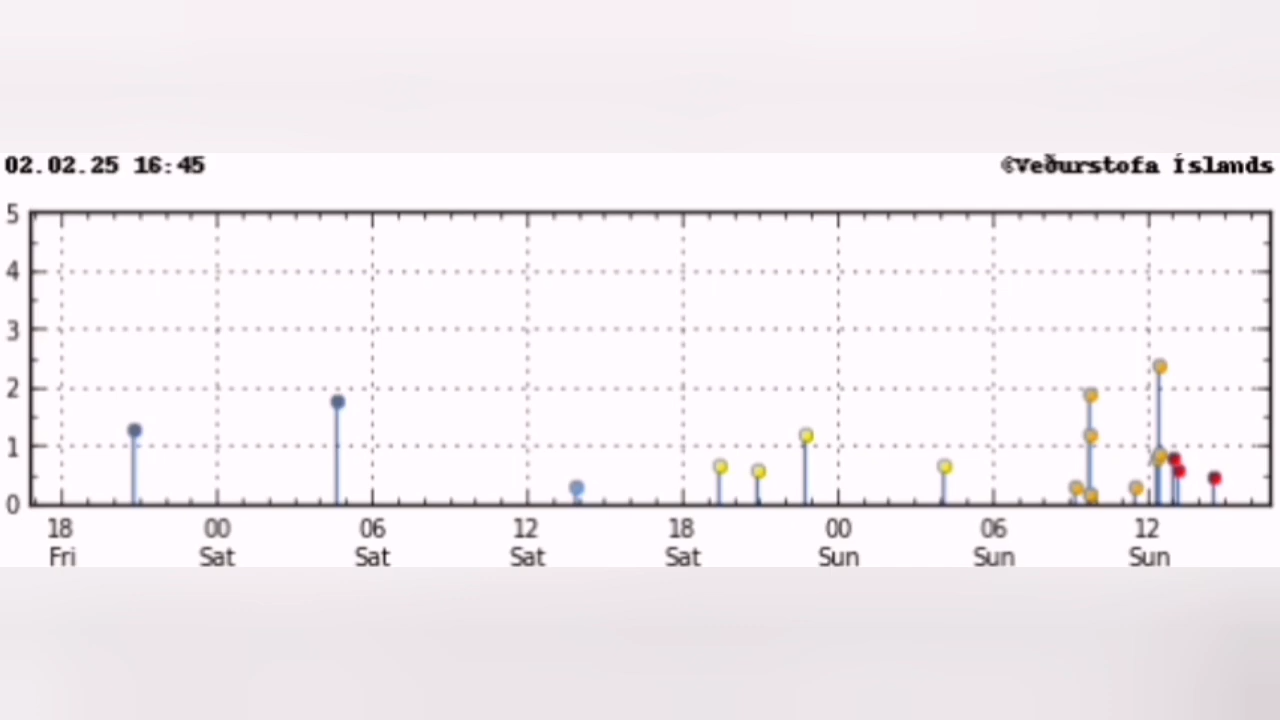 02.02.25 16:45
©Veðurstofa Íslands
5
4
3
2
1
0
18 00 06 12 18 00 06 12
Fri Sat Sat Sat Sat Sun Sun Sun